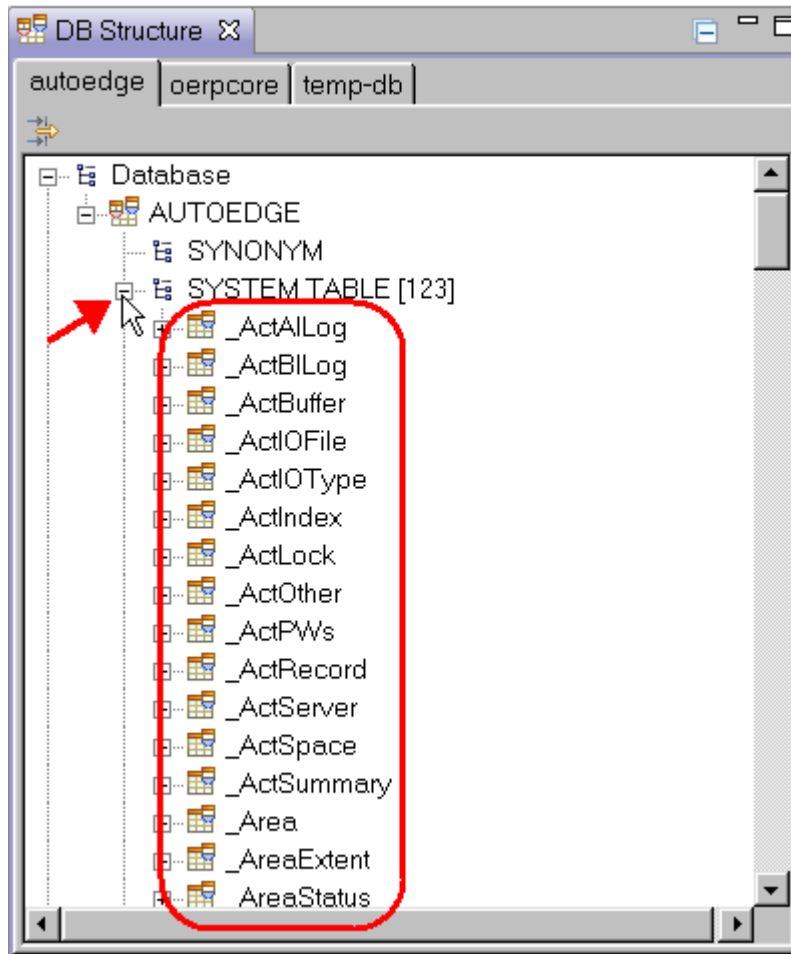 DB Structure
autoedge oerpcore temp-db
Database
AUTOEDGE
SYNONYM
SYSTEM TABLE [123]
_ActAILog
_ActBILog
_ActBuffer
_ActIOFile
_ActIOType
_ActIndex
_ActLock
_ActOther
_ActPWs
_ActRecord
_ActServer
_ActSpace
_ActSummary
_Area
_AreaExtent
_AreaStatus